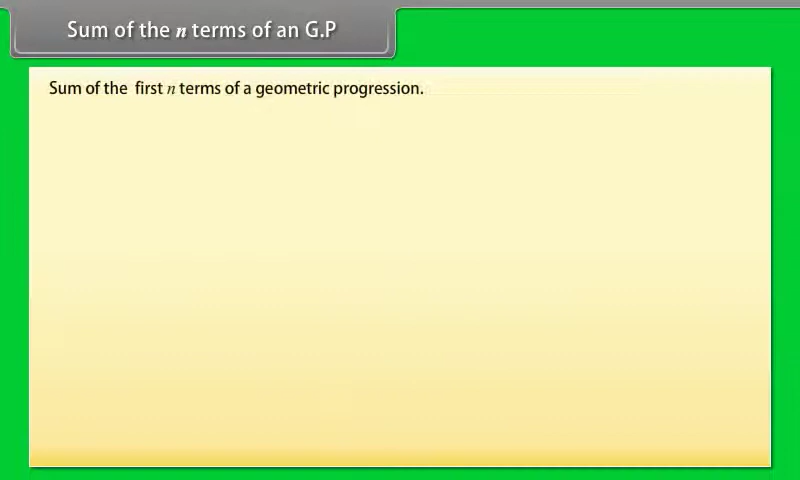 Sum of the n terms of an G.P
Sum of the first n terms of a geometric progression.